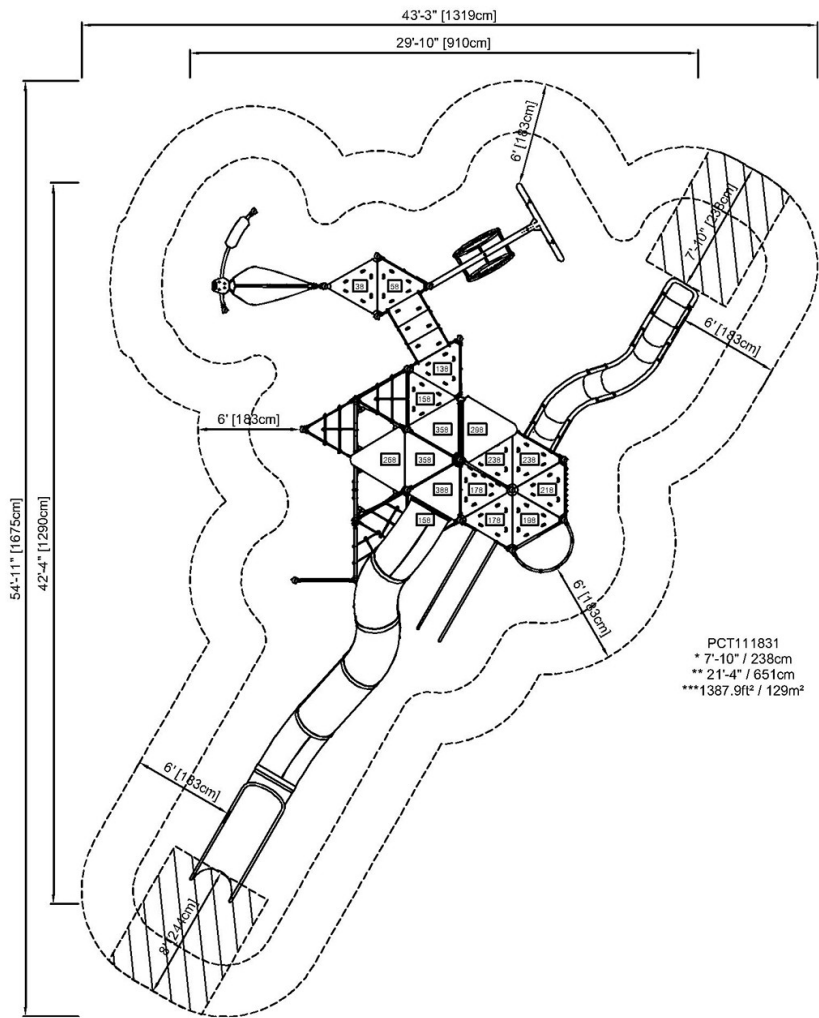 43'-3" [1319cm]
29'-10" [910cm]
6' [183cm]
7'-10" [238cm]
54'-11" [1675cm]
42'-4" [1290cm]
38
58
6' [183cm]
138
158
6' [183cm]
358
298
268
358
238
238
388
178
218
158
178
198
6' [183cm]
PCT111831
* 7'-10" / 238cm
** 21'-4" / 651cm
***1387.9ft² / 129m²
6' [183cm]
8' [244cm]